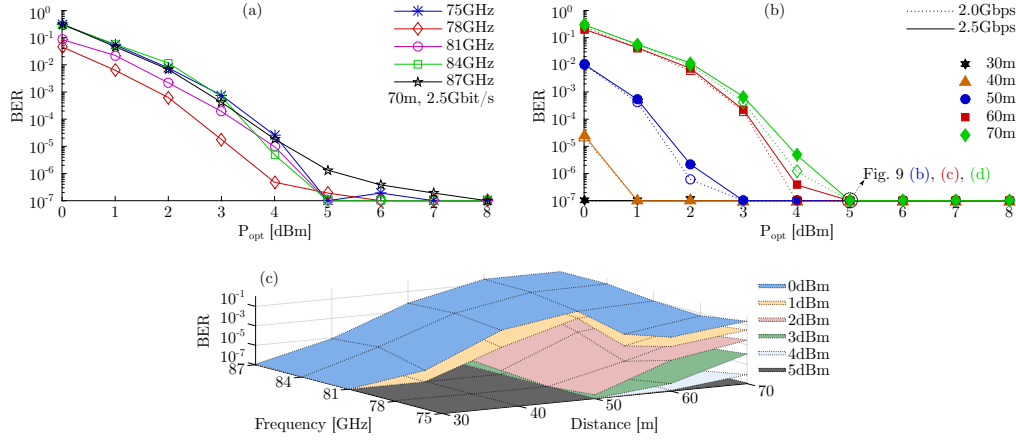 (a)
10^0
10^-1
10^-2
10^-3
10^-4
10^-5
10^-6
10^-7
BER
0 1 2 3 4 5 6 7 8
P_opt [dBm]
75GHz
78GHz
81GHz
84GHz
87GHz
70m, 2.5Gbit/s
(b)
10^0
10^-1
10^-2
10^-3
10^-4
10^-5
10^-6
10^-7
BER
0 1 2 3 4 5 6 7 8
P_opt [dBm]
2.0Gbps
2.5Gbps
30m
40m
50m
60m
70m
Fig. 9 (b), (c), (d)
(c)
10^-1
10^-3
10^-5
10^-7
BER
87 84 81 78 75
Frequency [GHz]
30 40 50 60 70
Distance [m]
0dBm
1dBm
2dBm
3dBm
4dBm
5dBm